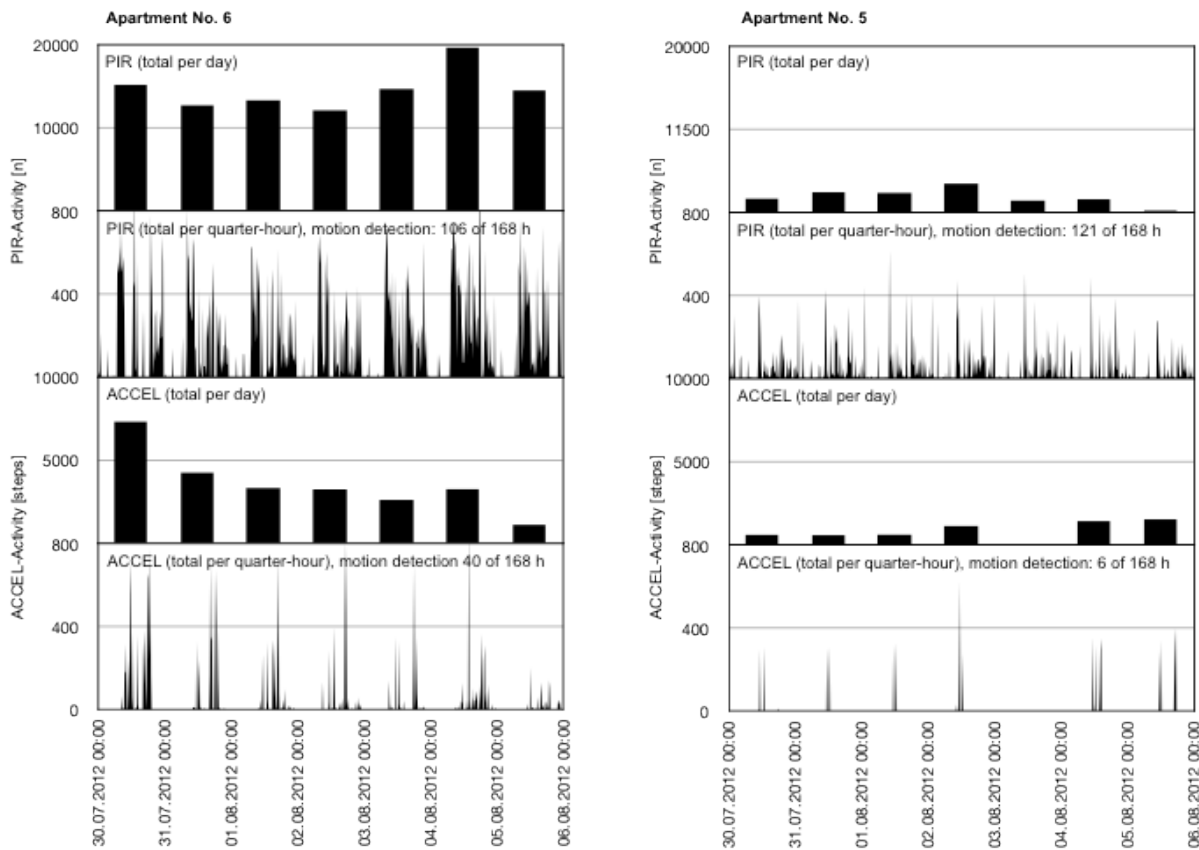 Apartment No. 6
20000
PIR (total per day)
10000
PIR-Activity [n]
800
PIR (total per quarter-hour), motion detection: 106 of 168 h
400
10000
ACCEL (total per day)
5000
ACCEL-Activity [steps]
800
ACCEL (total per quarter-hour), motion detection 40 of 168 h
400
0
30.07.2012 00:00
31.07.2012 00:00
01.08.2012 00:00
02.08.2012 00:00
03.08.2012 00:00
04.08.2012 00:00
05.08.2012 00:00
06.08.2012 00:00
Apartment No. 5
20000
PIR (total per day)
11500
PIR-Activity [n]
800
PIR (total per quarter-hour), motion detection: 121 of 168 h
400
10000
ACCEL (total per day)
5000
ACCEL-Activity [steps]
800
ACCEL (total per quarter-hour), motion detection: 6 of 168 h
400
0
30.07.2012 00:00
31.07.2012 00:00
01.08.2012 00:00
02.08.2012 00:00
03.08.2012 00:00
04.08.2012 00:00
05.08.2012 00:00
06.08.2012 00:00